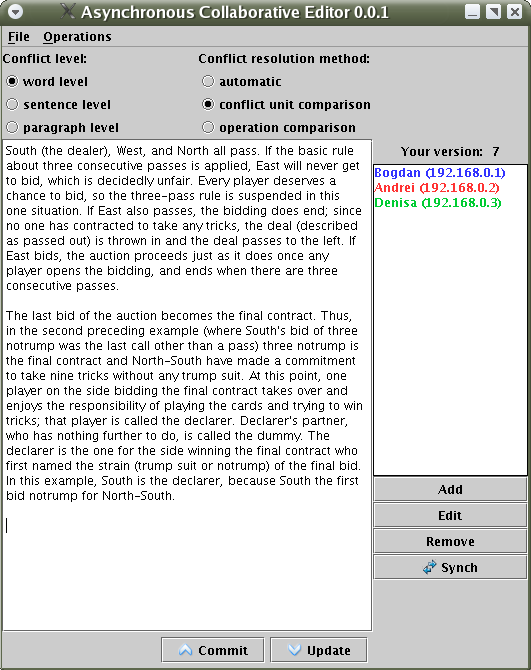 Asynchronous Collaborative Editor 0.0.1
File Operations
Conflict level:
word level
sentence level
paragraph level
Conflict resolution method:
automatic
conflict unit comparison
operation comparison
South (the dealer), West, and North all pass. If the basic rule
about three consecutive passes is applied, East will never get
to bid, which is decidedly unfair. Every player deserves a
chance to bid, so the three-pass rule is suspended in this
one situation. If East also passes, the bidding does end; since
no one has contracted to take any tricks, the deal (described
as passed out) is thrown in and the deal passes to the left. If
East bids, the auction proceeds just as it does once any
player opens the bidding, and ends when there are three
consecutive passes.
The last bid of the auction becomes the final contract. Thus,
in the second preceding example (where South's bid of three
notrump was the last call other than a pass) three notrump is
the final contract and North-South have made a commitment
to take nine tricks without any trump suit. At this point, one
player on the side bidding the final contract takes over and
enjoys the responsibility of playing the cards and trying to win
tricks; that player is called the declarer. Declarer's partner,
who has nothing further to do, is called the dummy. The
declarer is the one for the side winning the final contract who
first named the strain (trump suit or notrump) of the final bid.
In this example, South is the declarer, because South the first
bid notrump for North-South.
Your version: 7
Bogdan (192.168.0.1)
Andrei (192.168.0.2)
Denisa (192.168.0.3)
Add
Edit
Remove
Synch
Commit
Update